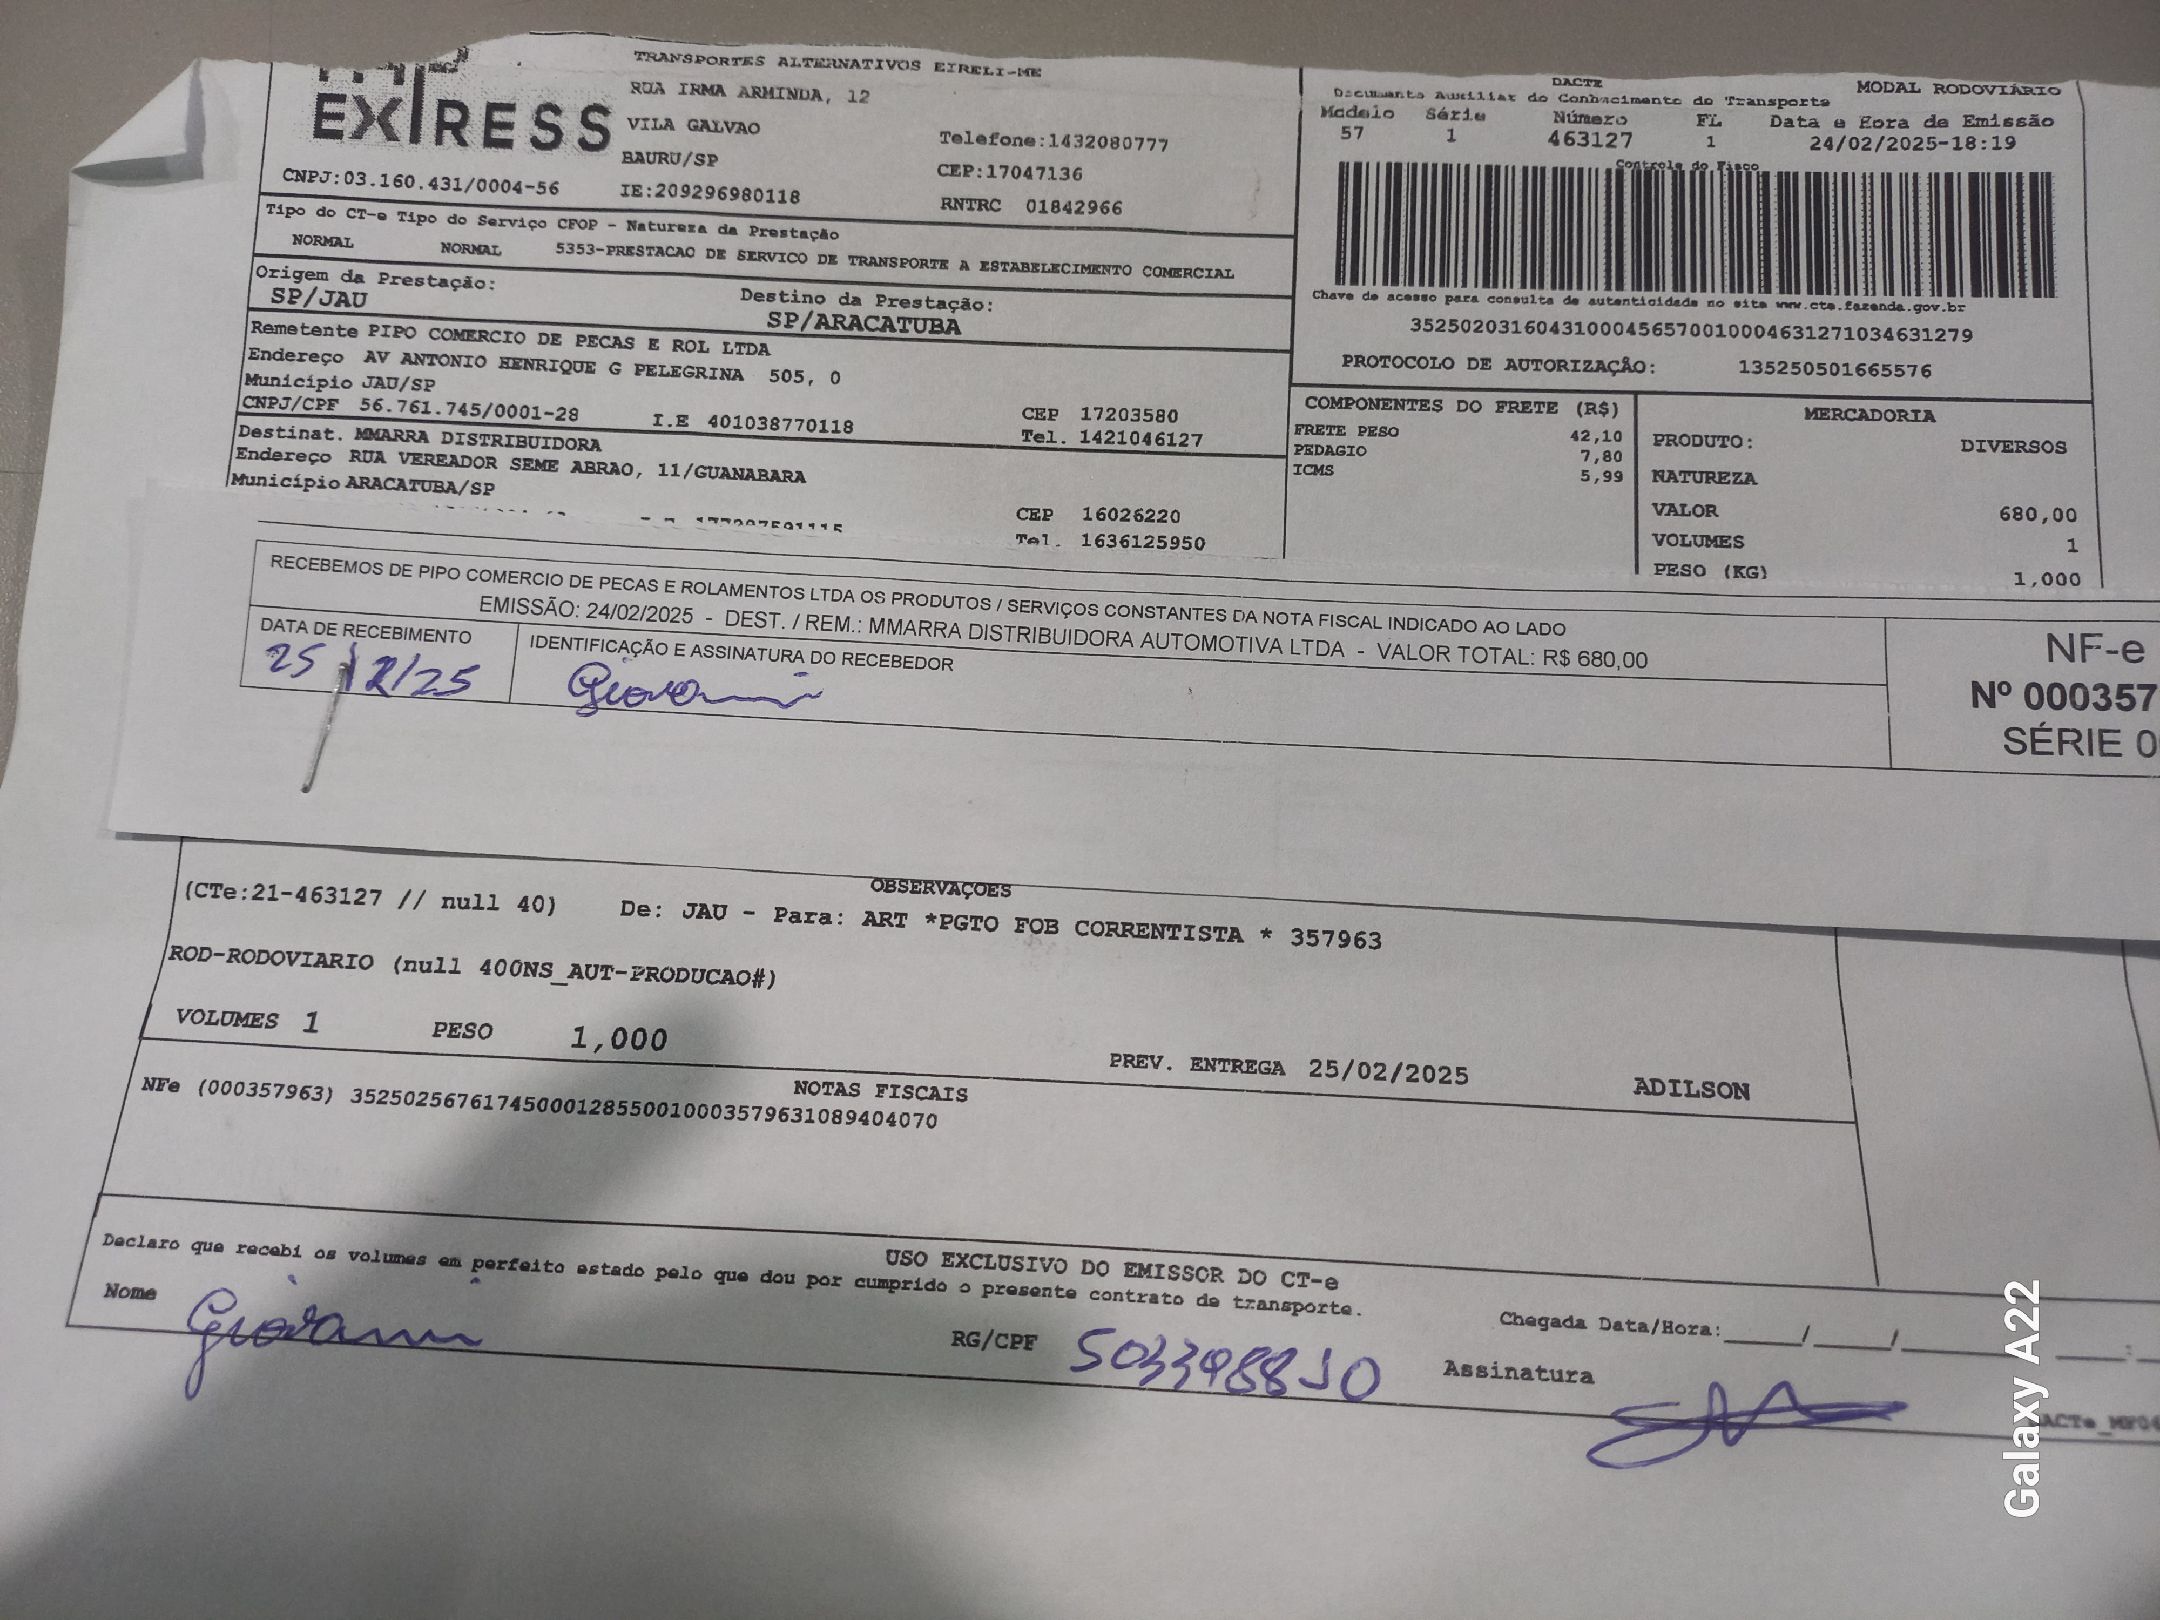 EXPRESS
TRANSPORTES ALTERNATIVOS EIRELI-ME
RUA IRMA ARMINDA, 12
VILA GALVAO
Telefone:1432080777
BAURU/SP
CEP:17047136
CNPJ:03.160.431/0004-56
IE:209296980118
RNTRC 01842966
DACTE
MODAL RODOVIÁRIO
Documento Auxiliar do Conhecimento de Transporte
Modelo Série Número FL Data e Hora de Emissão
57 1 463127 1 24/02/2025-18:19
Controle do Fisco
Chave de acesso para consulta de autenticidade no site www.cte.fazenda.gov.br
35250203160431000456570010004631271034631279
PROTOCOLO DE AUTORIZAÇÃO: 135250501665576
Tipo do CT-e Tipo do Serviço CFOP - Natureza da Prestação
NORMAL NORMAL 5353-PRESTACAO DE SERVICO DE TRANSPORTE A ESTABELECIMENTO COMERCIAL
Origem da Prestação: Destino da Prestação:
SP/JAU SP/ARACATUBA
Remetente PIPO COMERCIO DE PECAS E ROL LTDA
Endereço AV ANTONIO HENRIQUE G PELEGRINA 505, 0
Município JAU/SP
CEP 17203580
CNPJ/CPF 56.761.745/0001-28 I.E 401038770118 Tel. 1421046127
Destinat. MMARRA DISTRIBUIDORA
Endereço RUA VEREADOR SEME ABRAO, 11/GUANABARA
Município ARACATUBA/SP CEP 16026220
Tel. 1636125950
COMPONENTES DO FRETE (R$)
FRETE PESO 42,10
PEDAGIO 7,80
ICMS 5,99
MERCADORIA
PRODUTO: DIVERSOS
NATUREZA
VALOR 680,00
VOLUMES 1
PESO (KG) 1,000
RECEBEMOS DE PIPO COMERCIO DE PECAS E ROLAMENTOS LTDA OS PRODUTOS / SERVIÇOS CONSTANTES DA NOTA FISCAL INDICADO AO LADO
EMISSÃO: 24/02/2025 - DEST. / REM.: MMARRA DISTRIBUIDORA AUTOMOTIVA LTDA - VALOR TOTAL: R$ 680,00
DATA DE RECEBIMENTO
25/2/25
IDENTIFICAÇÃO E ASSINATURA DO RECEBEDOR
Giovanni
NF-e
Nº 000357
SÉRIE 0
OBSERVAÇOES
(CTe:21-463127 // null 40) De: JAU - Para: ART *PGTO FOB CORRENTISTA * 357963
ROD-RODOVIARIO (null 400NS_AUT-PRODUCAO#)
VOLUMES 1 PESO 1,000 PREV. ENTREGA 25/02/2025 ADILSON
NOTAS FISCAIS
NFe (000357963) 35250256761745000128550010003579631089404070
USO EXCLUSIVO DO EMISSOR DO CT-e
Declaro que recebi os volumes em perfeito estado pelo que dou por cumprido o presente contrato de transporte.
Nome Giovanni RG/CPF Chegada Data/Hora:____/____/____ ____:
Assinatura
Galaxy A22